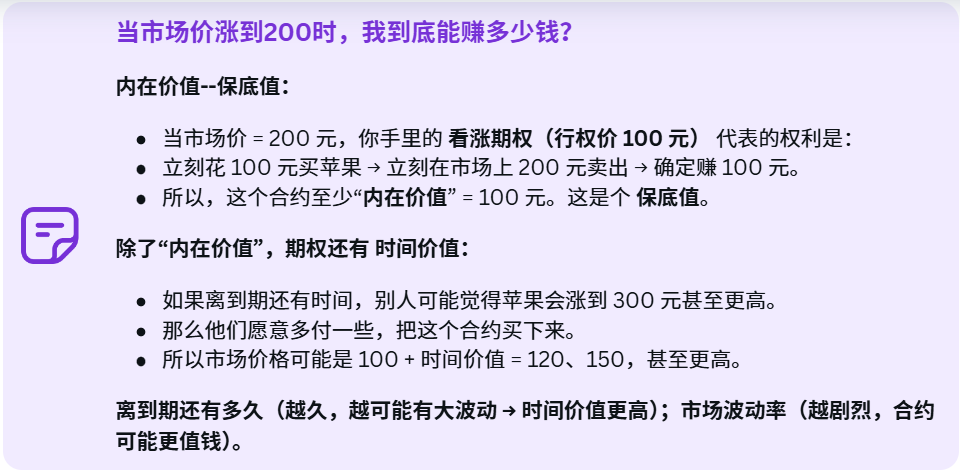 当市场价涨到200时，我到底能赚多少钱？
内在价值--保底值：
• 当市场价 = 200 元，你手里的 看涨期权（行权价 100 元） 代表的权利是：
• 立刻花 100 元买苹果 → 立刻在市场上 200 元卖出 → 确定赚 100 元。
• 所以，这个合约至少“内在价值” = 100 元。这是个 保底值。
除了“内在价值”，期权还有 时间价值：
• 如果离到期还有时间，别人可能觉得苹果会涨到 300 元甚至更高。
• 那么他们愿意多付一些，把这个合约买下来。
• 所以市场价格可能是 100 + 时间价值 = 120、150，甚至更高。
离到期还有多久（越久，越可能有大波动 → 时间价值更高）；市场波动率（越剧烈，合约
可能更值钱）。